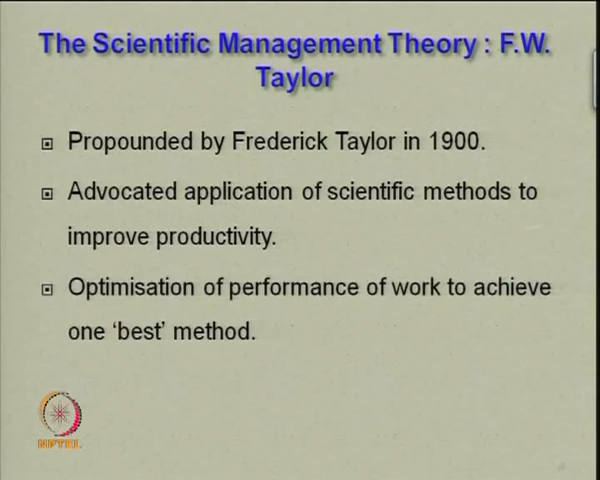 The Scientific Management Theory : F.W.
Taylor
Propounded by Frederick Taylor in 1900.
Advocated application of scientific methods to
improve productivity.
Optimisation of performance of work to achieve
one ‘best’ method.
NPTEL